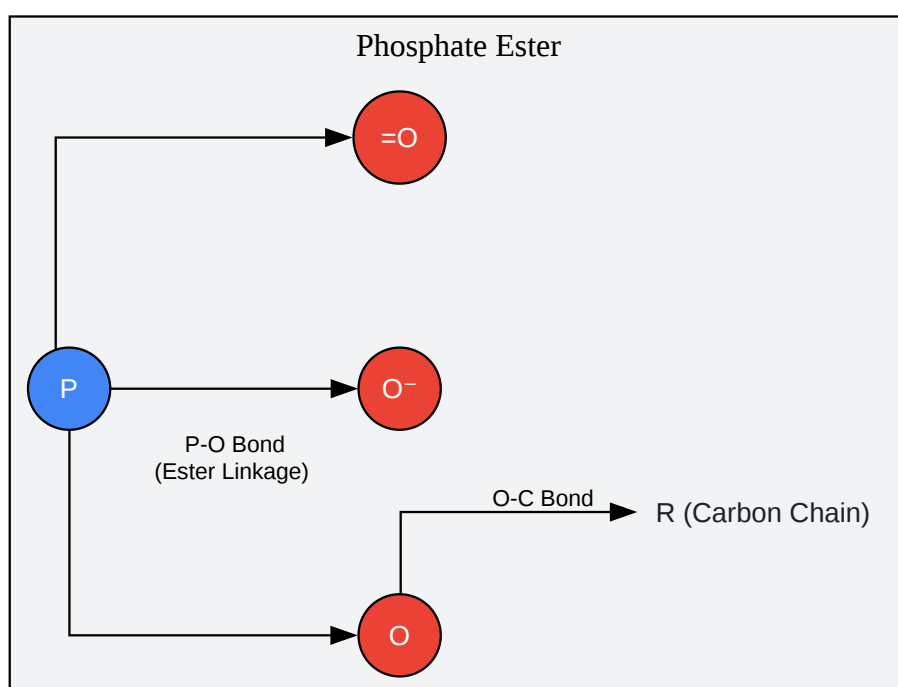 Phosphate Ester
=O
P
O⁻
P-O Bond
(Ester Linkage)
O-C Bond
R (Carbon Chain)
O